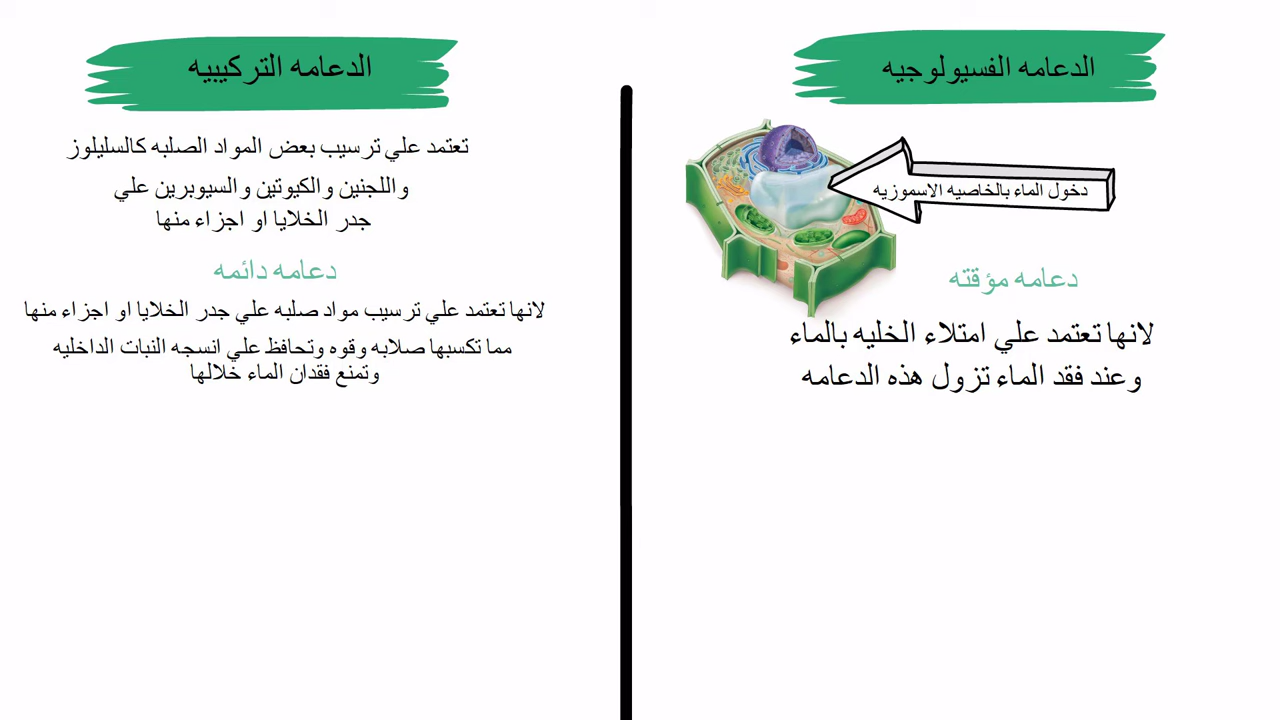 الدعامه الفسيولوجيه
دخول الماء بالخاصيه الاسموزيه
دعامه مؤقته
لانها تعتمد علي امتلاء الخليه بالماء
وعند فقد الماء تزول هذه الدعامه
الدعامه التركيبيه
تعتمد علي ترسيب بعض المواد الصلبه كالسليلوز
واللجنين والكيوتين والسيوبرين علي
جدر الخلايا او اجزاء منها
دعامه دائمه
لانها تعتمد علي ترسيب مواد صلبه علي جدر الخلايا او اجزاء منها
مما تكسبها صلابه وقوه وتحافظ علي انسجه النبات الداخليه
وتمنع فقدان الماء خلالها